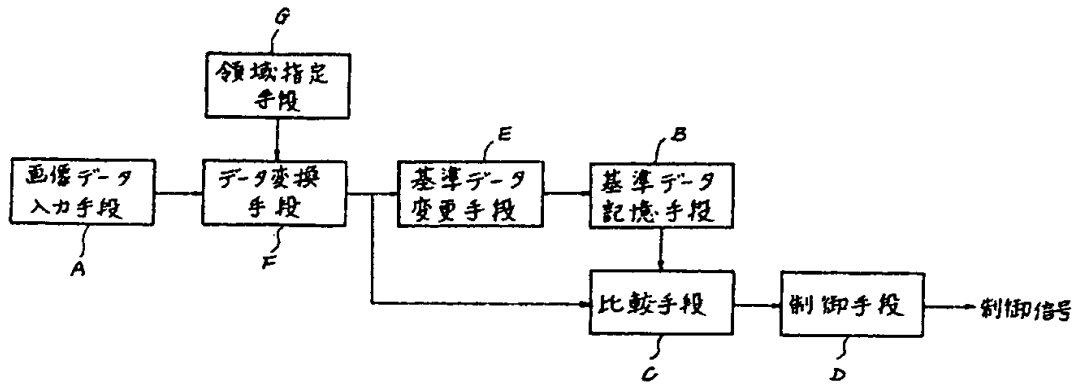 G
領域指定
手段
E
B
画像データ
入力手段
データ変換
手段
基準データ
変更手段
基準データ
記憶手段
A
F
比較手段
制御手段
制御信号
C
D